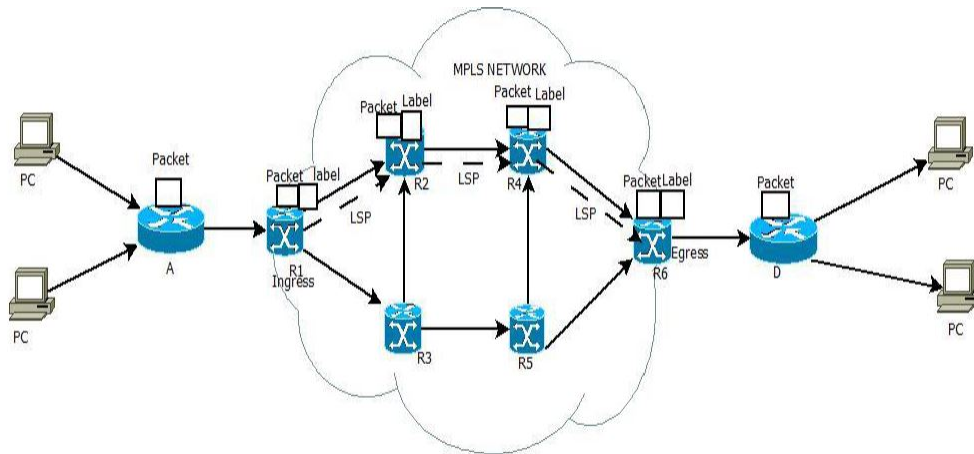 MPLS NETWORK
Packet Label
Packet Label
PC
Packet
Packet label
R2
LSP
R4
Packet Label
Packet
PC
LSP
LSP
A
R1
Ingress
Egress
R6
D
PC
R3
R5
PC